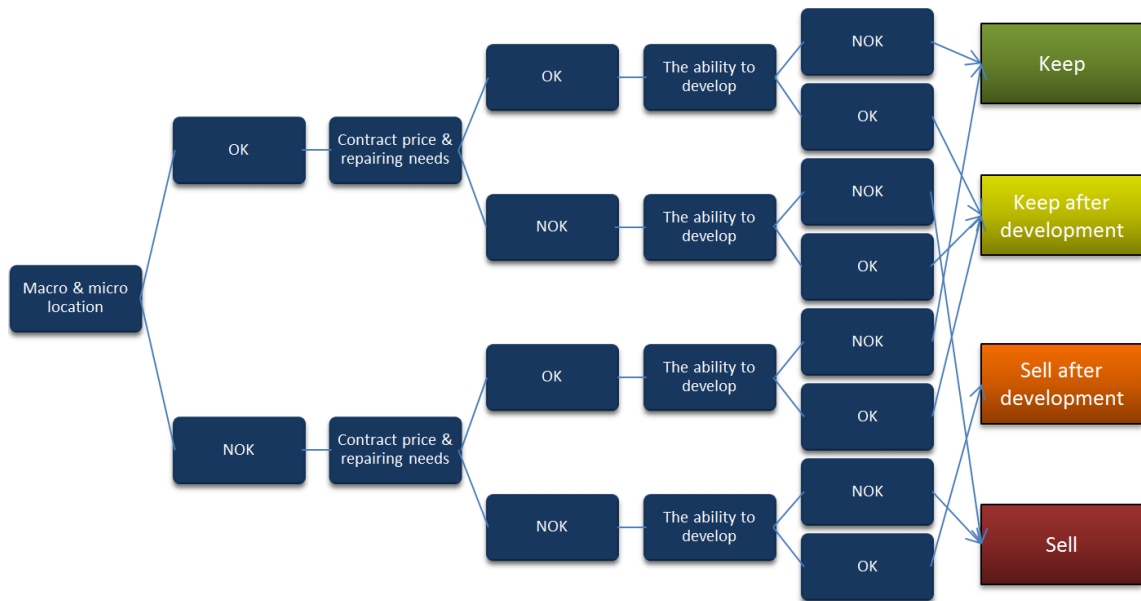 Macro & micro
location
OK
NOK
Contract price &
repairing needs
Contract price &
repairing needs
OK
NOK
OK
NOK
The ability to
develop
The ability to
develop
The ability to
develop
The ability to
develop
NOK
OK
NOK
OK
NOK
OK
NOK
OK
Keep
Keep after
development
Sell after
development
Sell